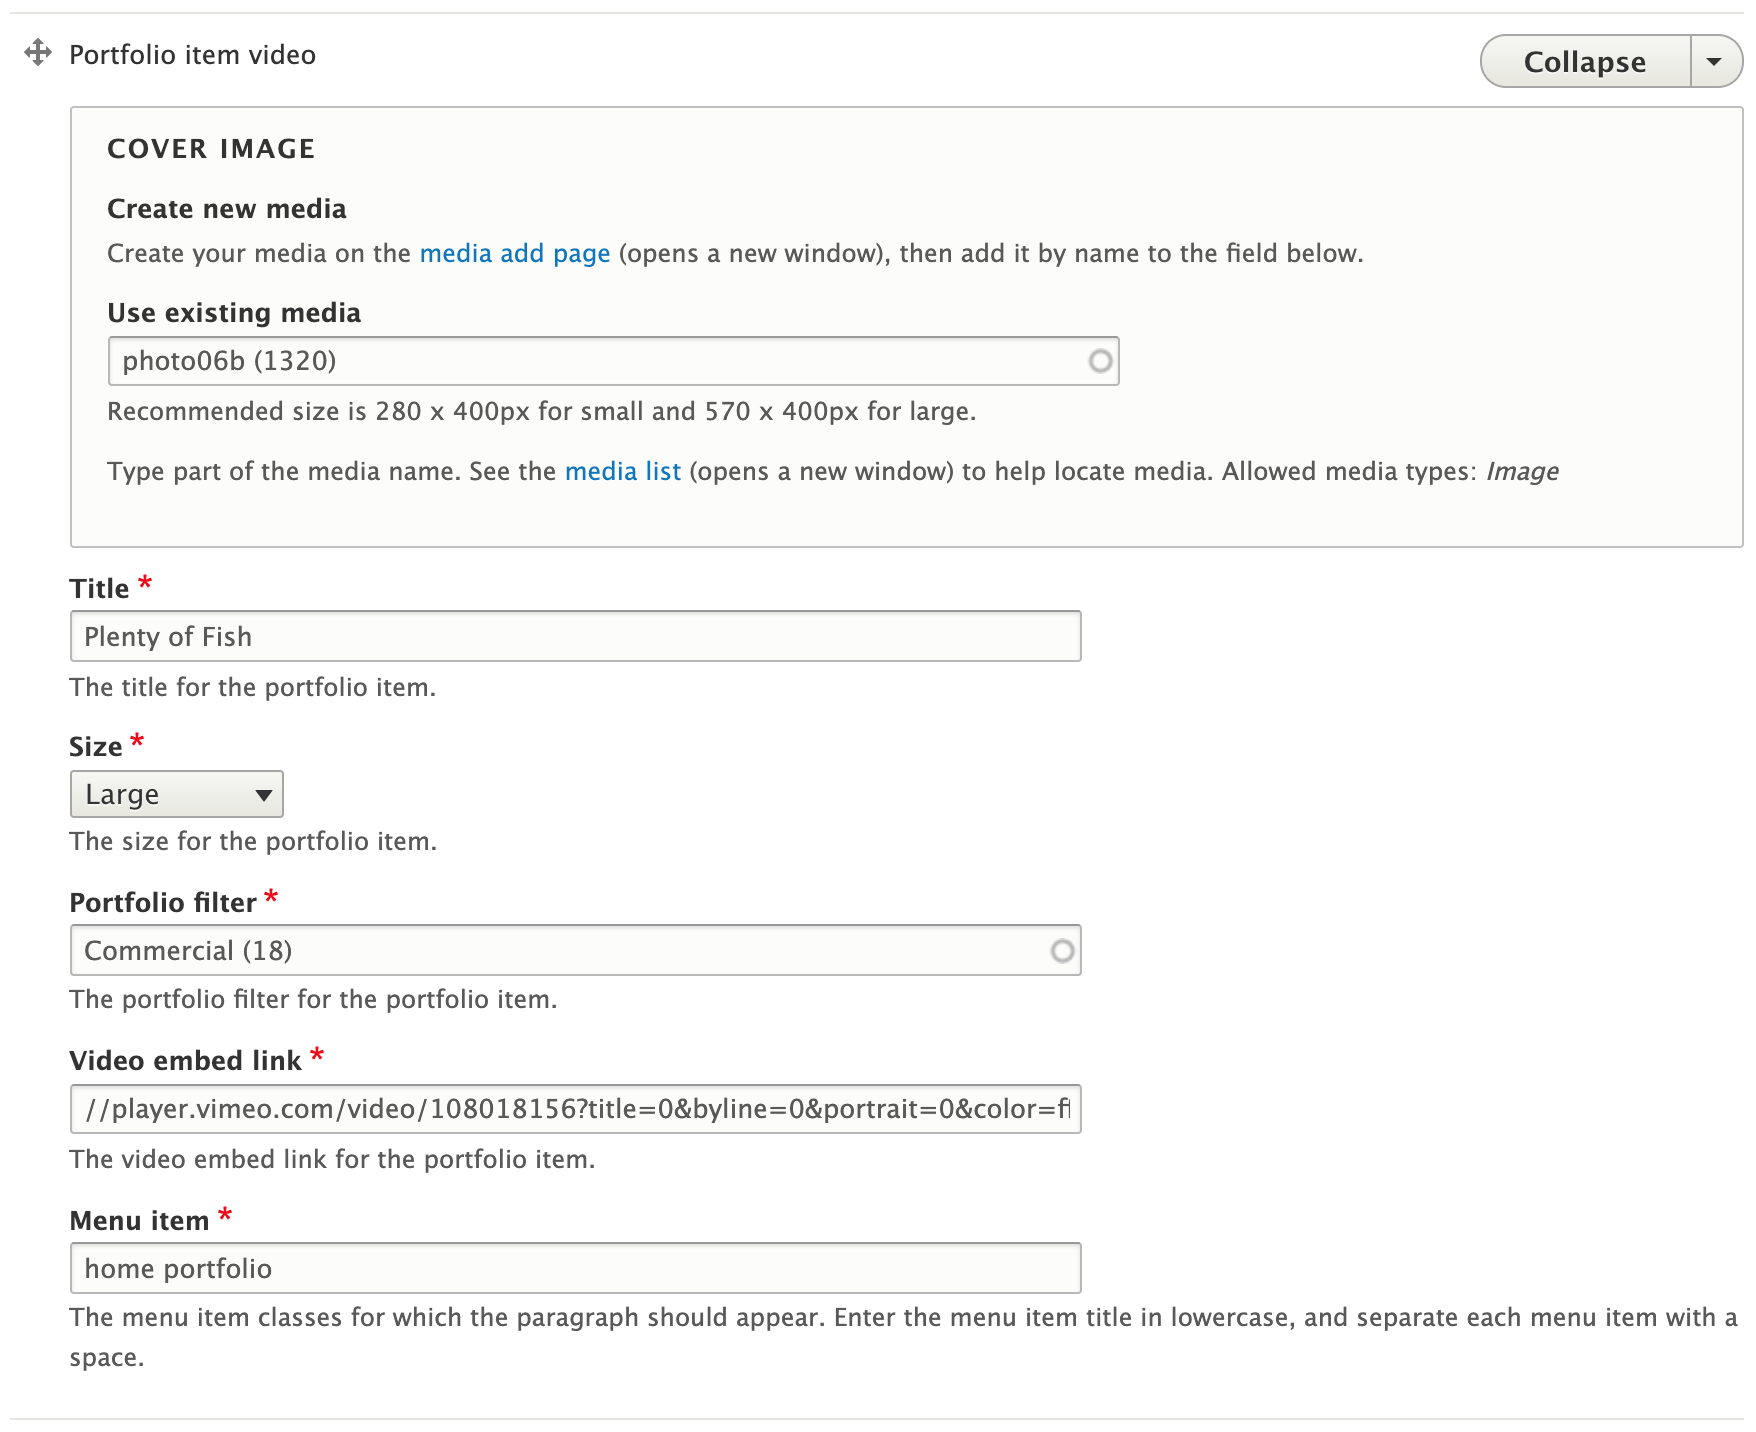 Portfolio item video
Collapse
COVER IMAGE
Create new media
Create your media on the media add page (opens a new window), then add it by name to the field below.
Use existing media
photo06b (1320)
Recommended size is 280 x 400px for small and 570 x 400px for large.
Type part of the media name. See the media list (opens a new window) to help locate media. Allowed media types: Image
Title *
Plenty of Fish
The title for the portfolio item.
Size *
Large
The size for the portfolio item.
Portfolio filter *
Commercial (18)
The portfolio filter for the portfolio item.
Video embed link *
//player.vimeo.com/video/108018156?title=0&byline=0&portrait=0&color=f
The video embed link for the portfolio item.
Menu item *
home portfolio
The menu item classes for which the paragraph should appear. Enter the menu item title in lowercase, and separate each menu item with a
space.